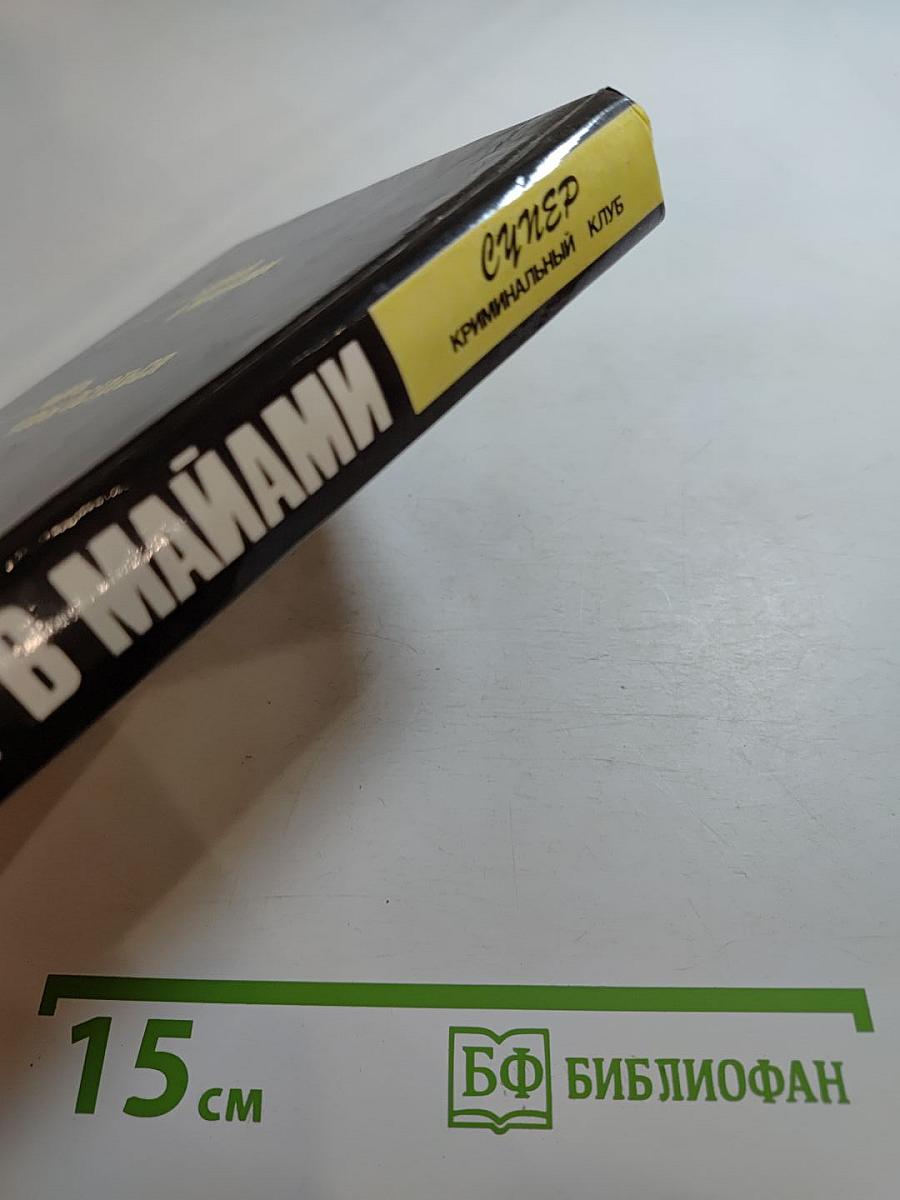 СУПЕР
КРИМИНАЛЬНЫЙ КЛУБ
В МАЙАМИ
15 см
БФ БИБЛИОФАН